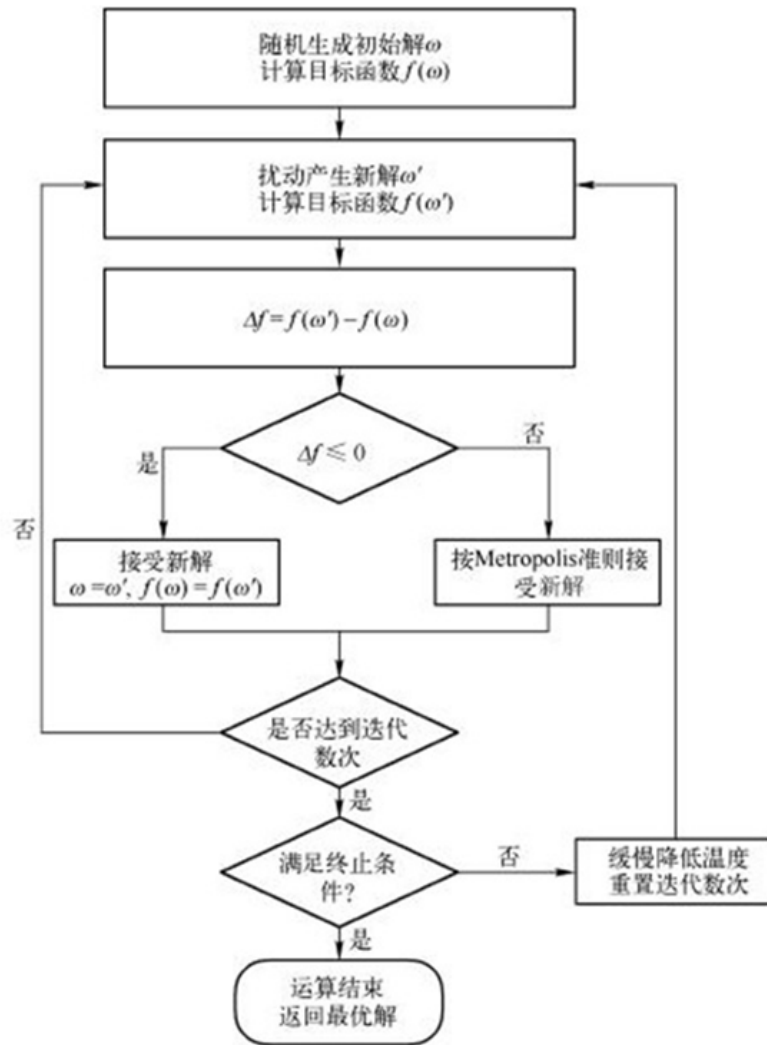 随机生成初始解ω
计算目标函数f(ω)
扰动产生新解ω′
计算目标函数f(ω′)
Δf=f(ω′)−f(ω)
Δf≤0
是
否
接受新解
ω=ω′, f(ω)=f(ω′)
按Metropolis准则接
受新解
否
是否达到迭代
数次
是
满足终止条
件?
否
缓慢降低温度
重置迭代数次
是
运算结束
返回最优解